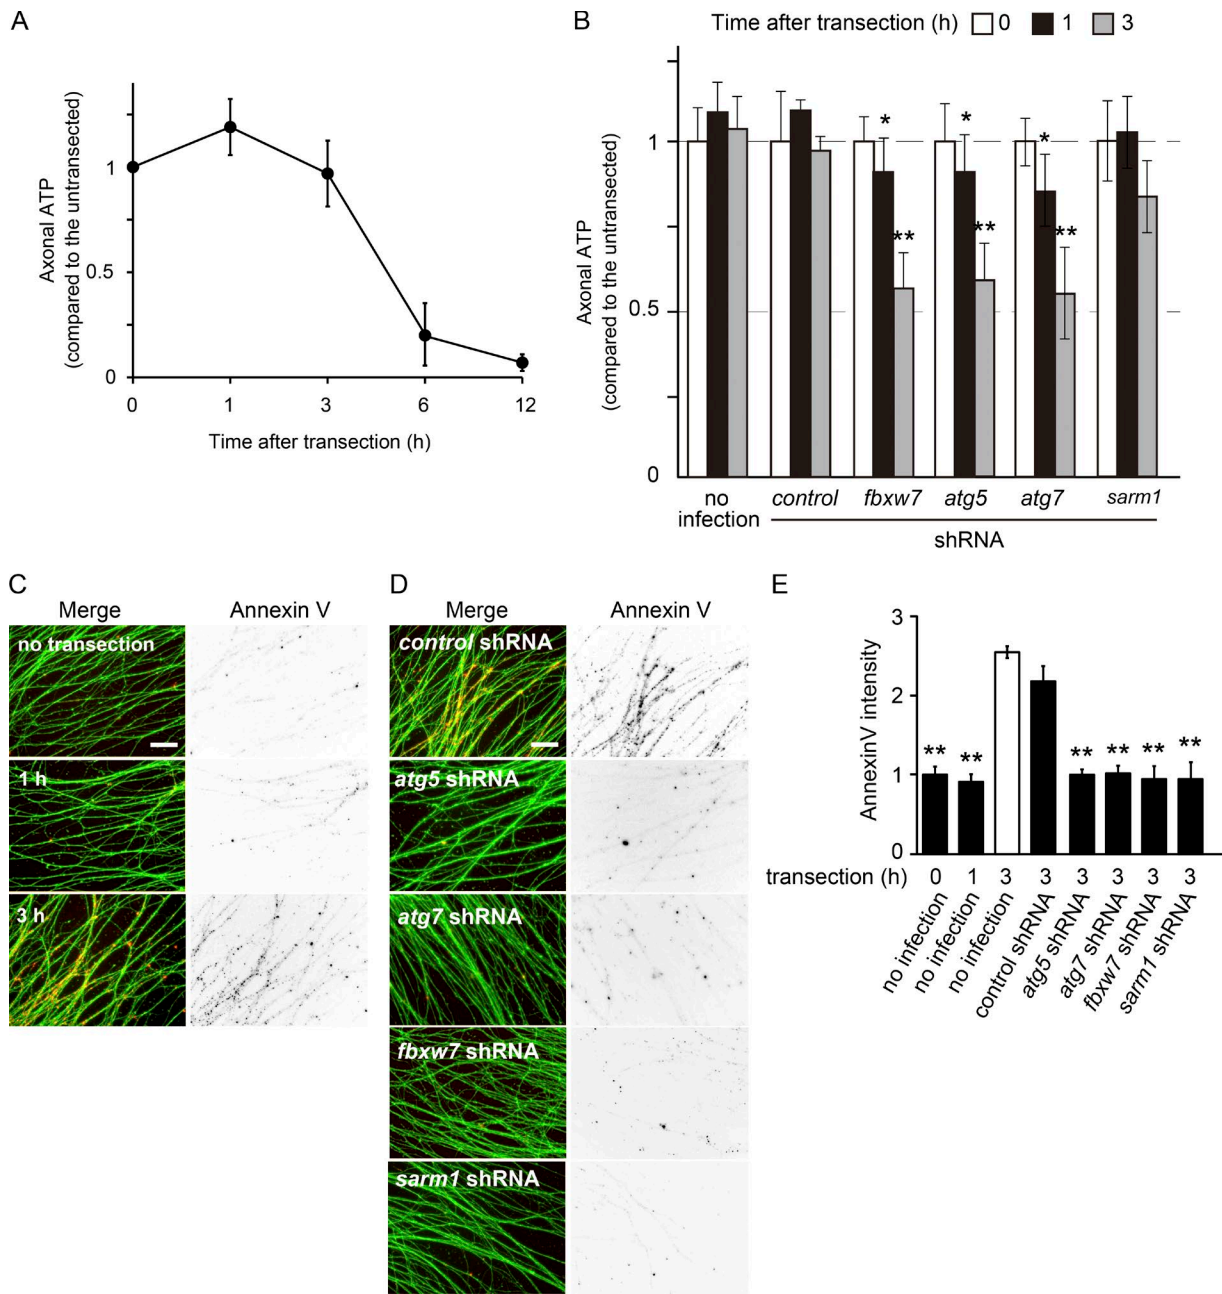 A
Axonal ATP
(compared to the untransected)
1
0.5
0
0 1 3 6 12
Time after transection (h)
B
Time after transection (h) 0 1 3
Axonal ATP
(compared to the untransected)
1
0.5
0
* * *
** ** **
no infection
control fbxw7 atg5 atg7 sarm1
shRNA
C
Merge Annexin V
no transection
1 h
3 h
D
Merge Annexin V
control shRNA
atg5 shRNA
atg7 shRNA
fbxw7 shRNA
sarm1 shRNA
E
AnnexinV intensity
3
2
1
0
** ** ** ** ** **
transection (h) 0 1 3 3 3 3 3 3
no infection
no infection
no infection
control shRNA
atg5 shRNA
atg7 shRNA
fbxw7 shRNA
sarm1 shRNA